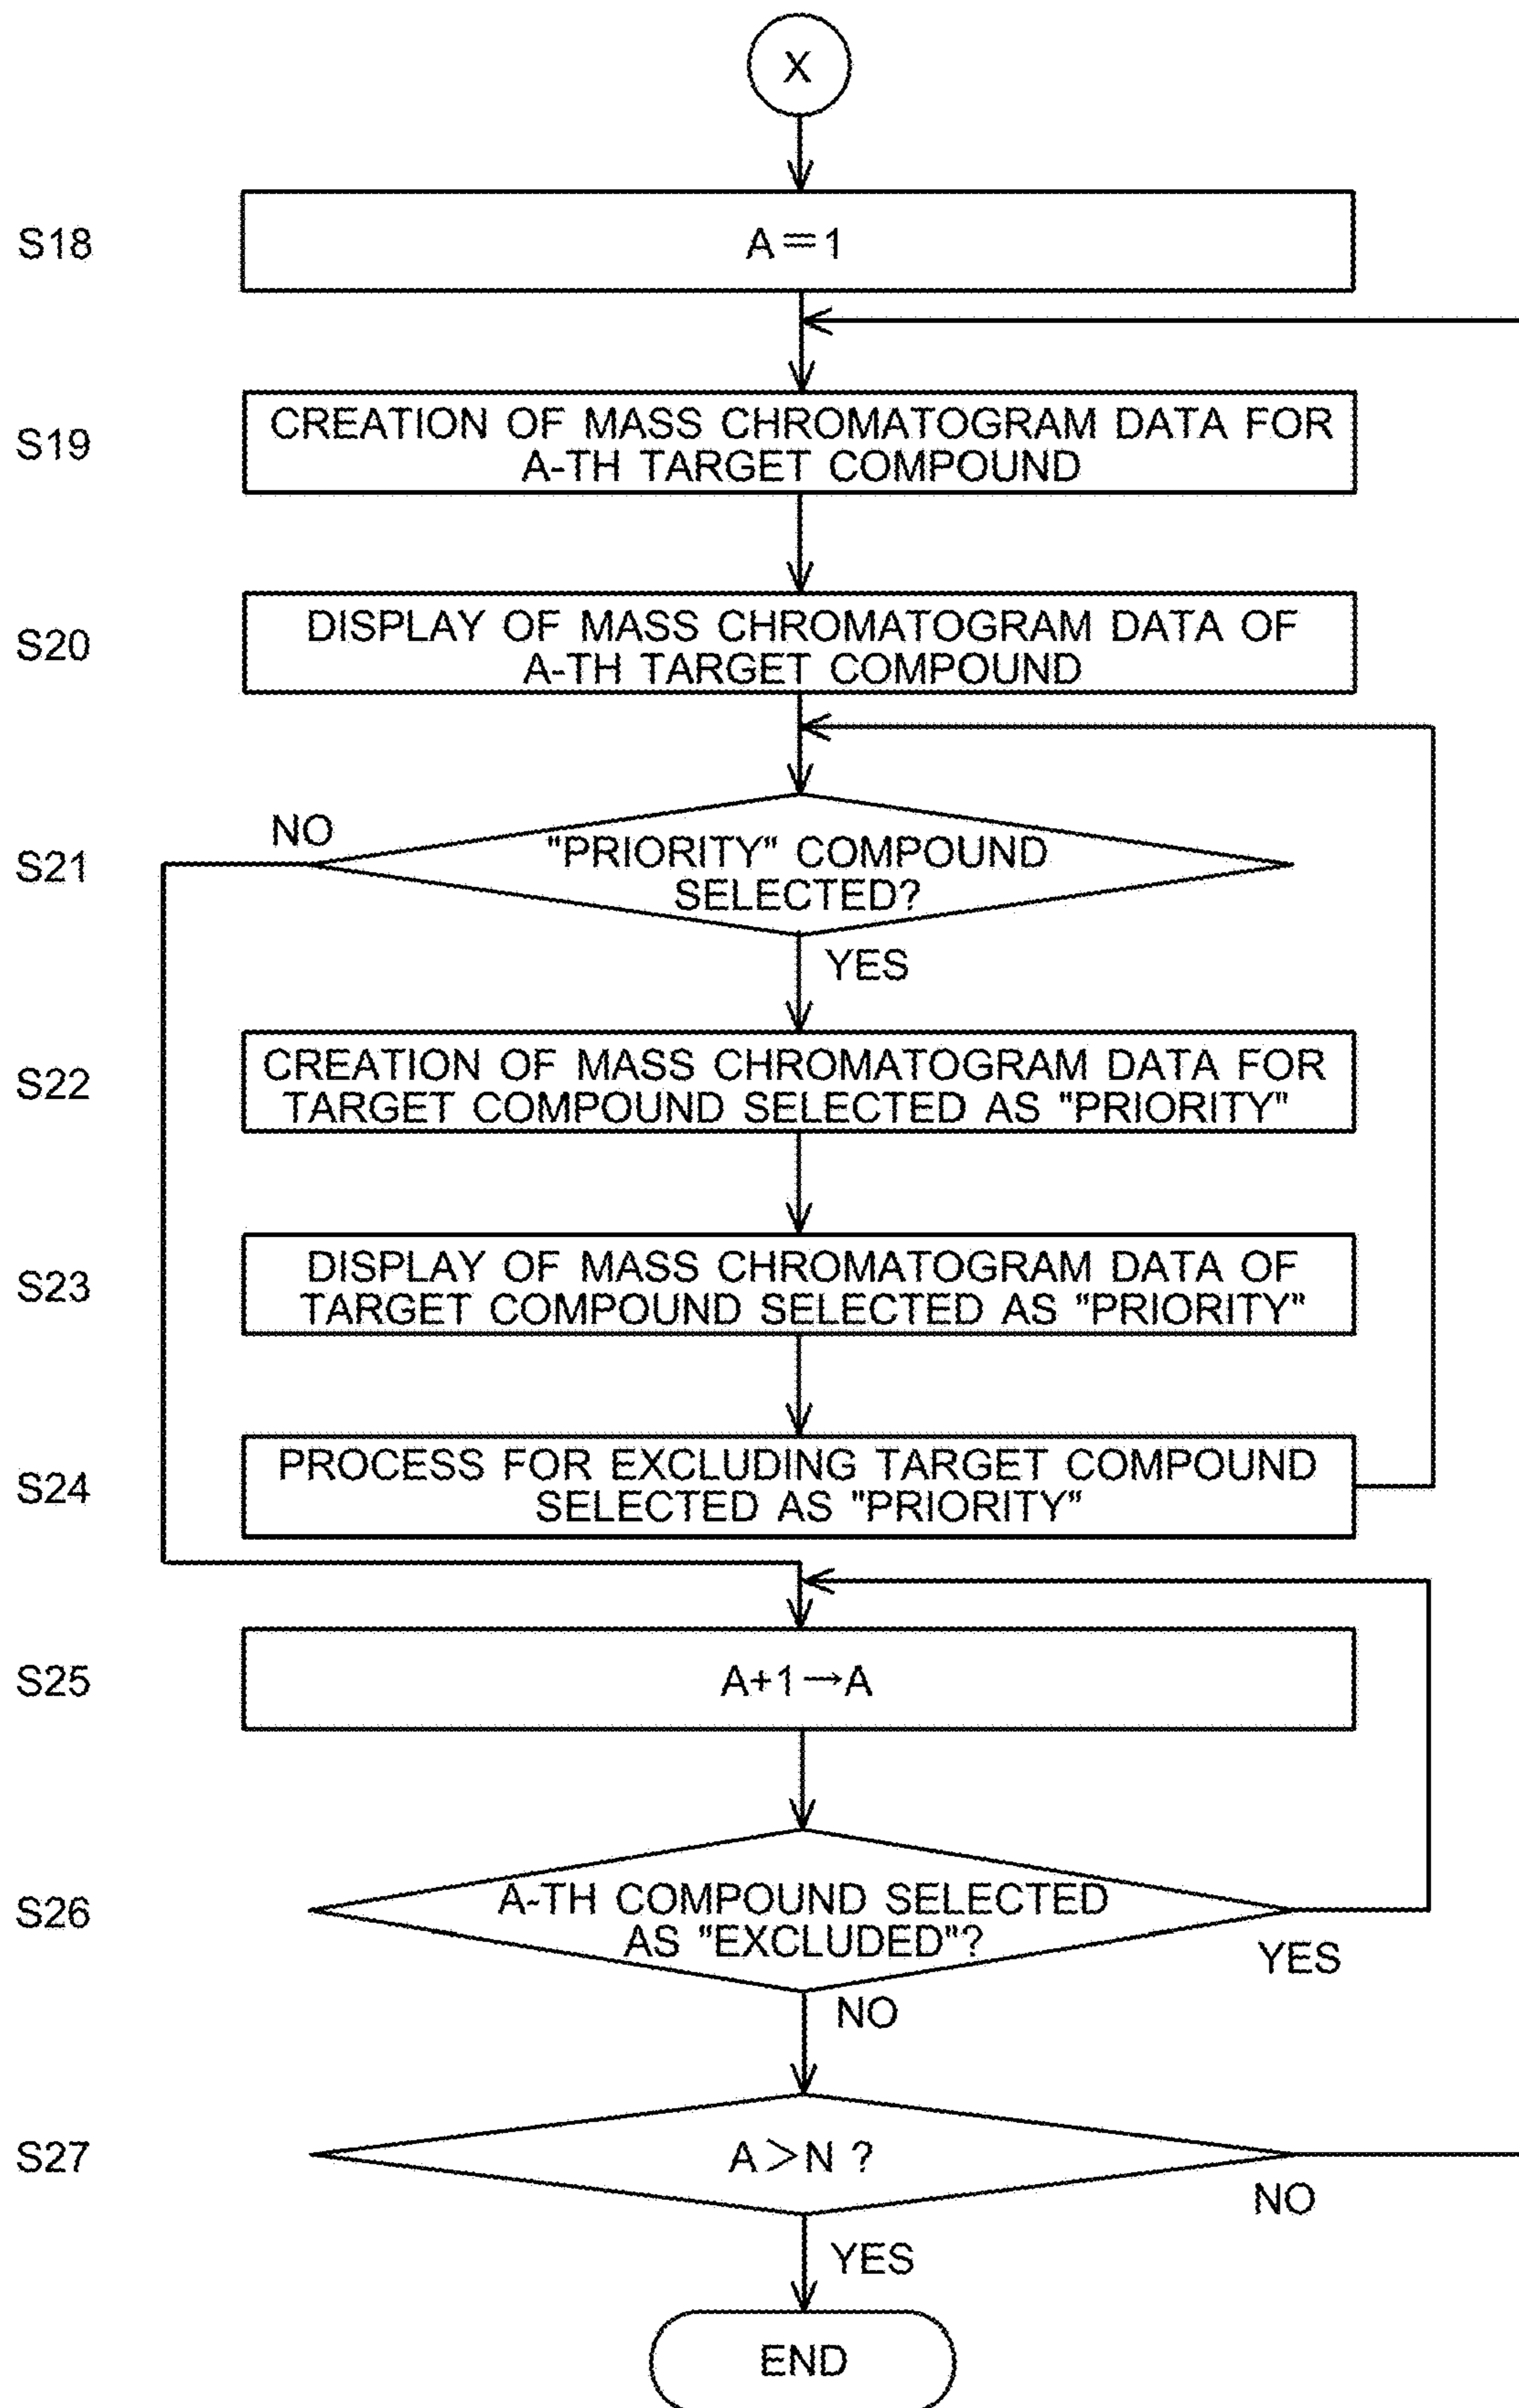 X
S18
A=1
S19
CREATION OF MASS CHROMATOGRAM DATA FOR
A-TH TARGET COMPOUND
S20
DISPLAY OF MASS CHROMATOGRAM DATA OF
A-TH TARGET COMPOUND
NO
S21
"PRIORITY" COMPOUND
SELECTED?
YES
S22
CREATION OF MASS CHROMATOGRAM DATA FOR
TARGET COMPOUND SELECTED AS "PRIORITY"
S23
DISPLAY OF MASS CHROMATOGRAM DATA OF
TARGET COMPOUND SELECTED AS "PRIORITY"
S24
PROCESS FOR EXCLUDING TARGET COMPOUND
SELECTED AS "PRIORITY"
S25
A+1→A
S26
A-TH COMPOUND SELECTED
AS "EXCLUDED"?
YES
NO
S27
A>N ?
NO
YES
END